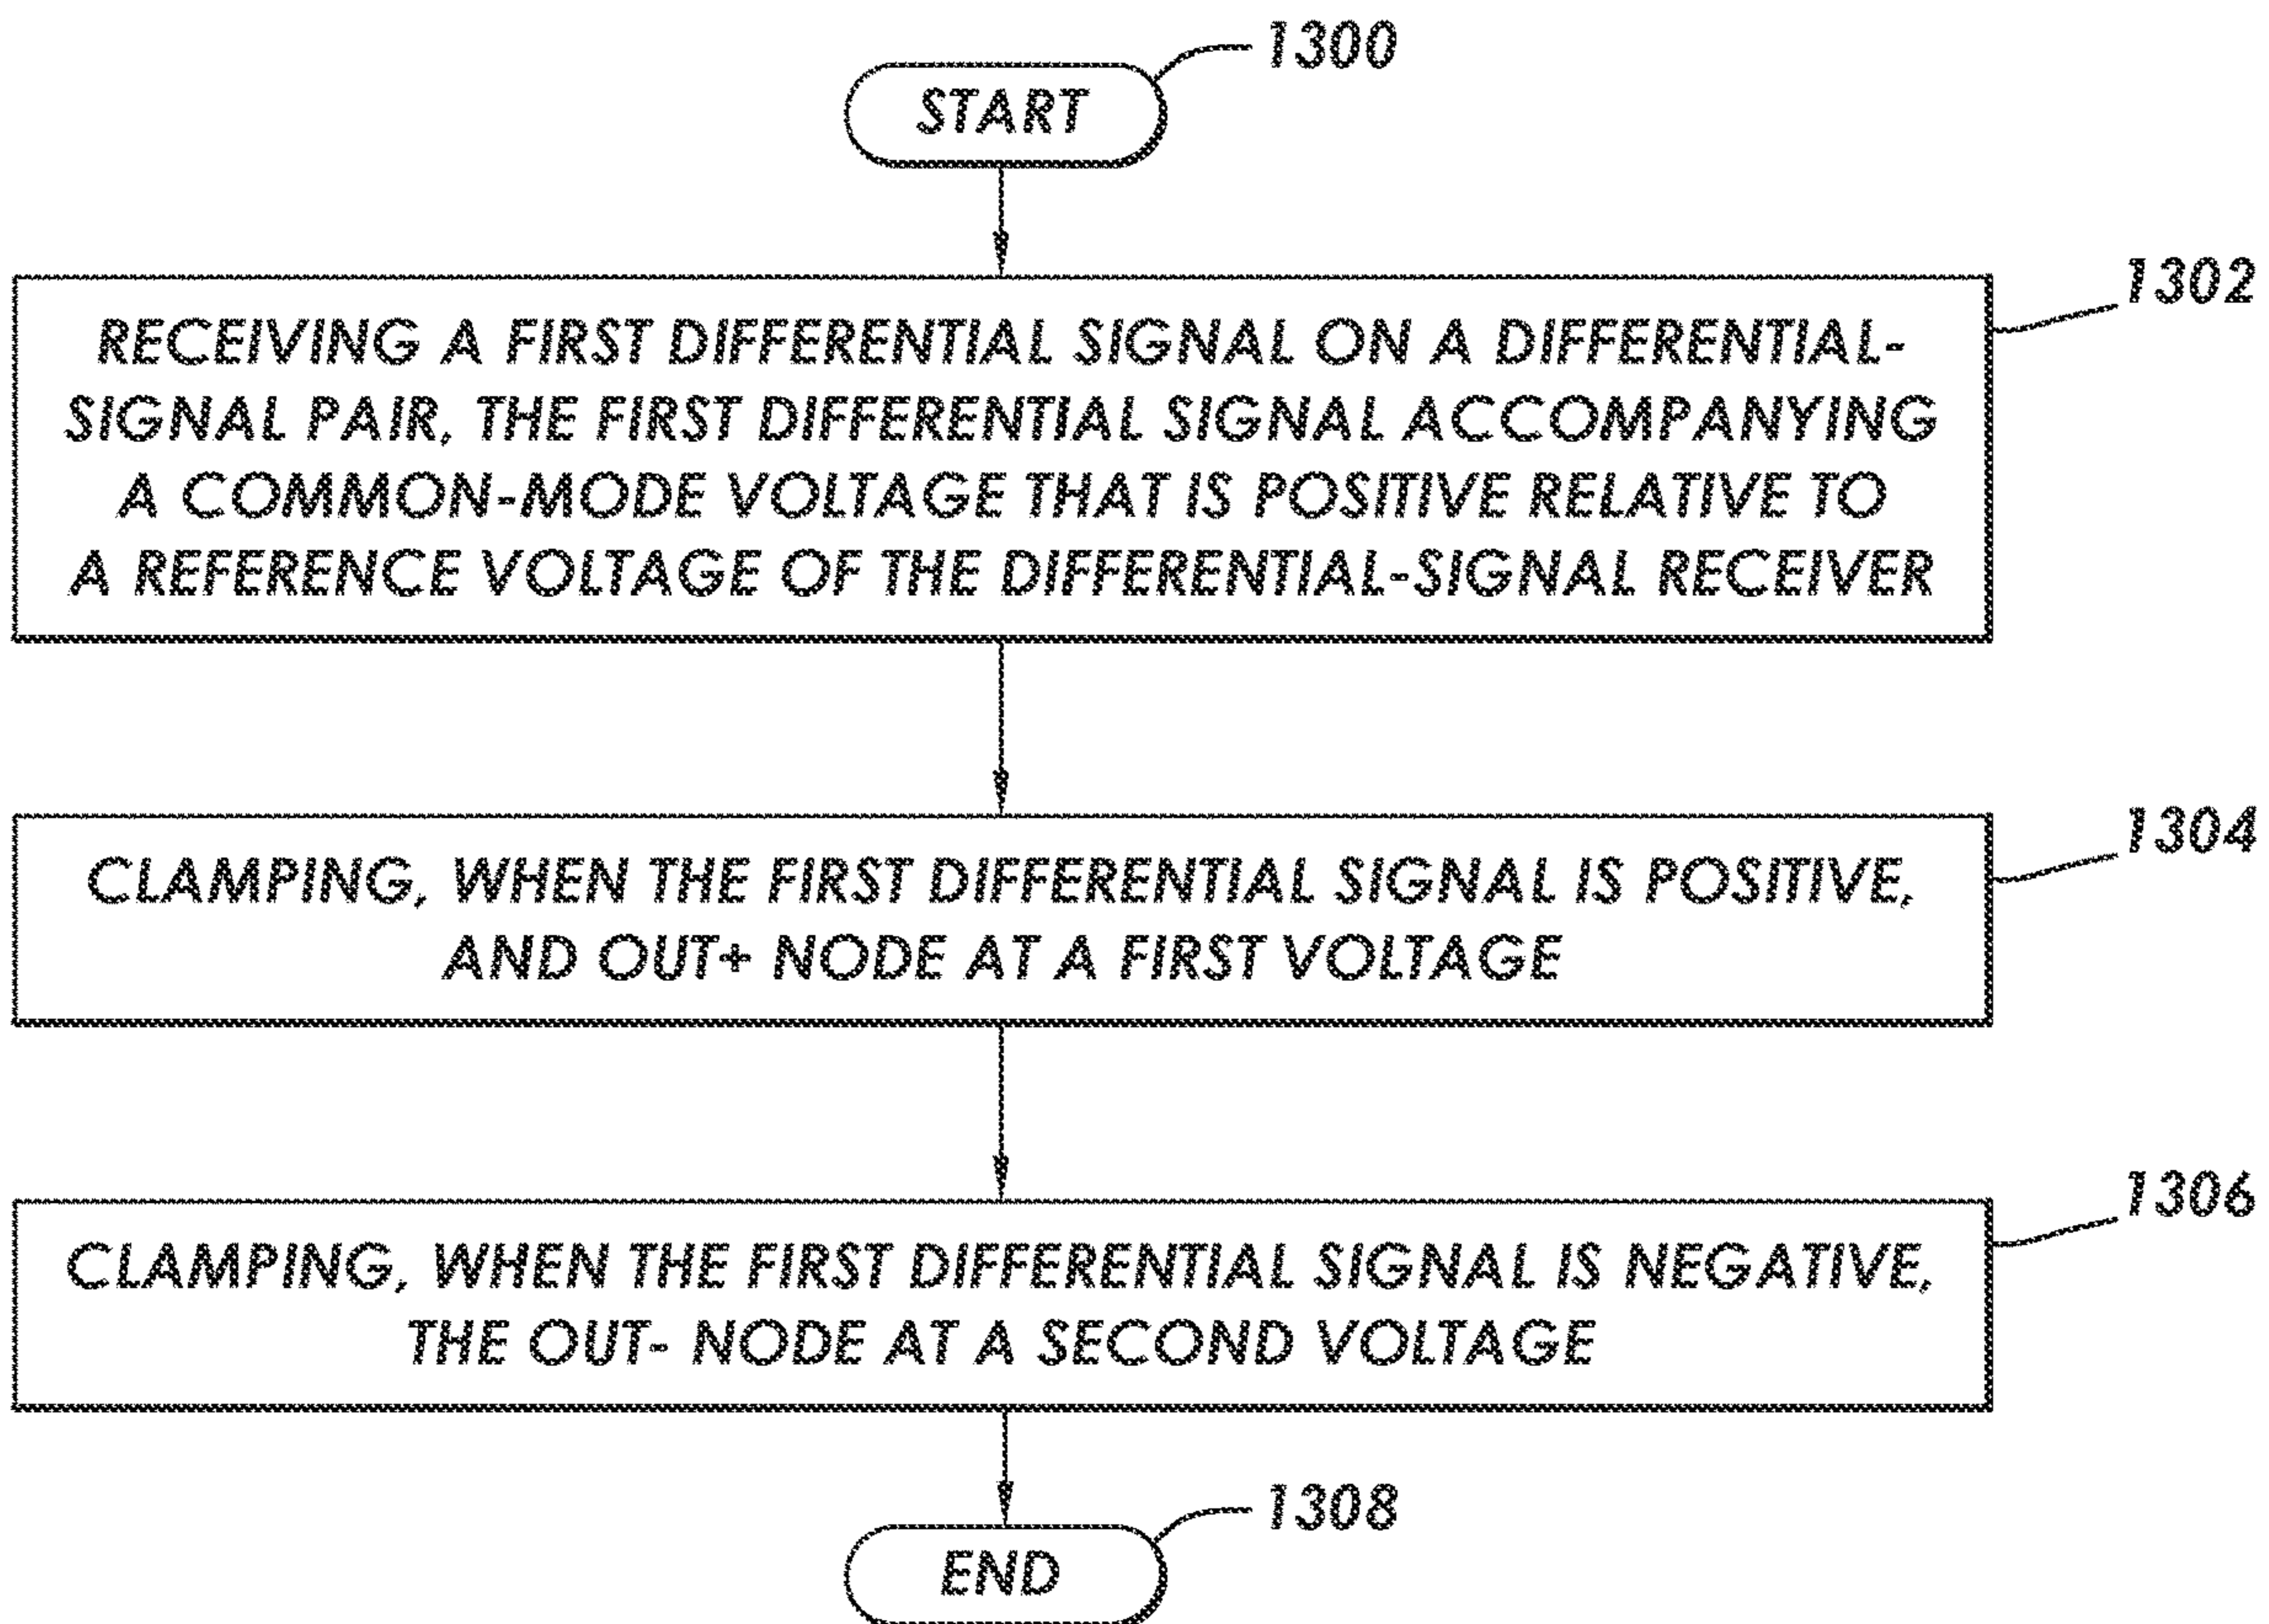 1300
START
1302
RECEIVING A FIRST DIFFERENTIAL SIGNAL ON A DIFFERENTIAL-
SIGNAL PAIR, THE FIRST DIFFERENTIAL SIGNAL ACCOMPANYING
A COMMON-MODE VOLTAGE THAT IS POSITIVE RELATIVE TO
A REFERENCE VOLTAGE OF THE DIFFERENTIAL-SIGNAL RECEIVER
1304
CLAMPING, WHEN THE FIRST DIFFERENTIAL SIGNAL IS POSITIVE,
AND OUT+ NODE AT A FIRST VOLTAGE
1306
CLAMPING, WHEN THE FIRST DIFFERENTIAL SIGNAL IS NEGATIVE,
THE OUT- NODE AT A SECOND VOLTAGE
1308
END